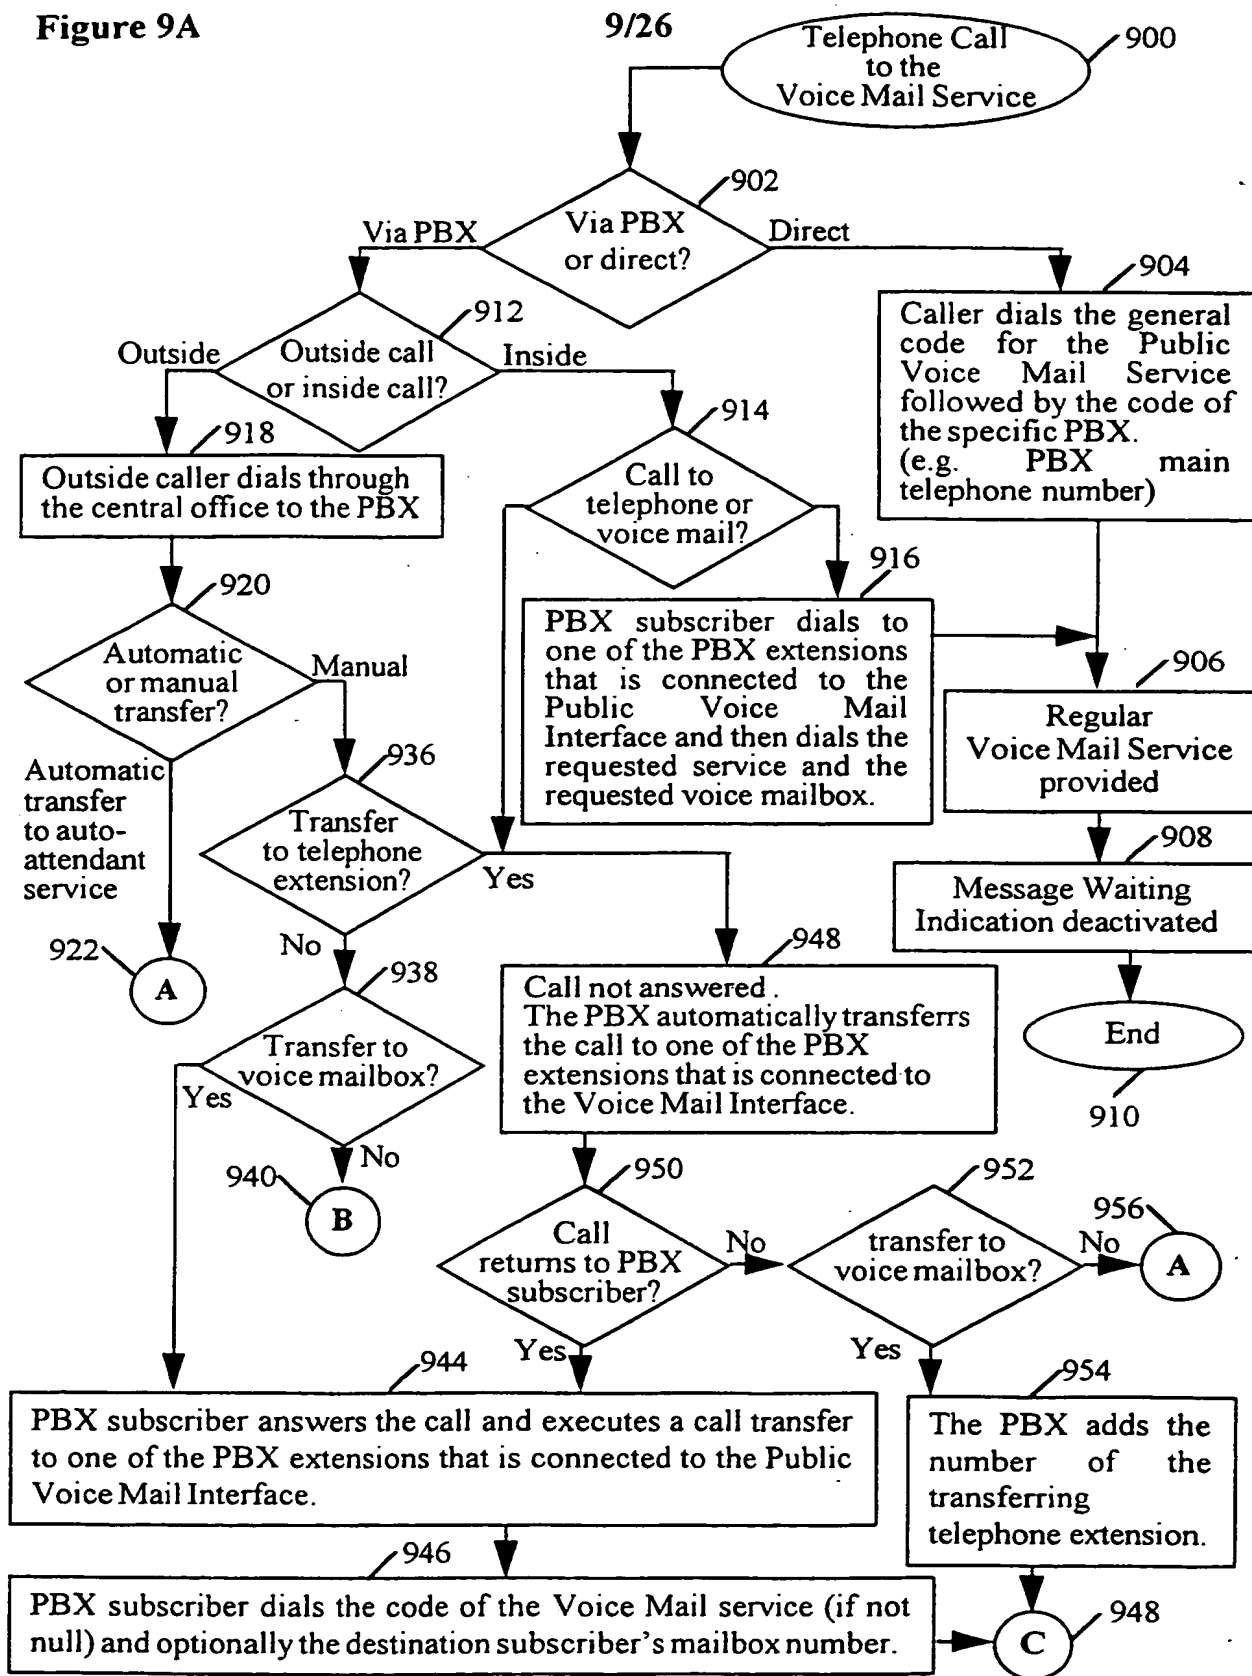 Figure 9A
9/26
Telephone Call
to the
Voice Mail Service
900
902
Via PBX
or direct?
Via PBX
Direct
904
Caller dials the general
code for the Public
Voice Mail Service
followed by the code of
the specific PBX.
(e.g. PBX main
telephone number)
912
Outside call
or inside call?
Outside
Inside
914
Call to
telephone or
voice mail?
918
Outside caller dials through
the central office to the PBX
916
PBX subscriber dials to
one of the PBX extensions
that is connected to the
Public Voice Mail
Interface and then dials the
requested service and the
requested voice mailbox.
920
Automatic
or manual
transfer?
Manual
906
Regular
Voice Mail Service
provided
Automatic
transfer
to auto-
attendant
service
936
Transfer
to telephone
extension?
Yes
908
Message Waiting
Indication deactivated
922
A
No
938
Transfer to
voice mailbox?
948
Call not answered .
The PBX automatically transferrs
the call to one of the PBX
extensions that is connected to
the Voice Mail Interface.
End
910
Yes
No
940
B
950
Call
returns to PBX
subscriber?
No
952
transfer to
voice mailbox?
No
956
A
Yes
Yes
944
PBX subscriber answers the call and executes a call transfer
to one of the PBX extensions that is connected to the Public
Voice Mail Interface.
954
The PBX adds the
number of the
transferring
telephone extension.
946
PBX subscriber dials the code of the Voice Mail service (if not
null) and optionally the destination subscriber's mailbox number.
C
948